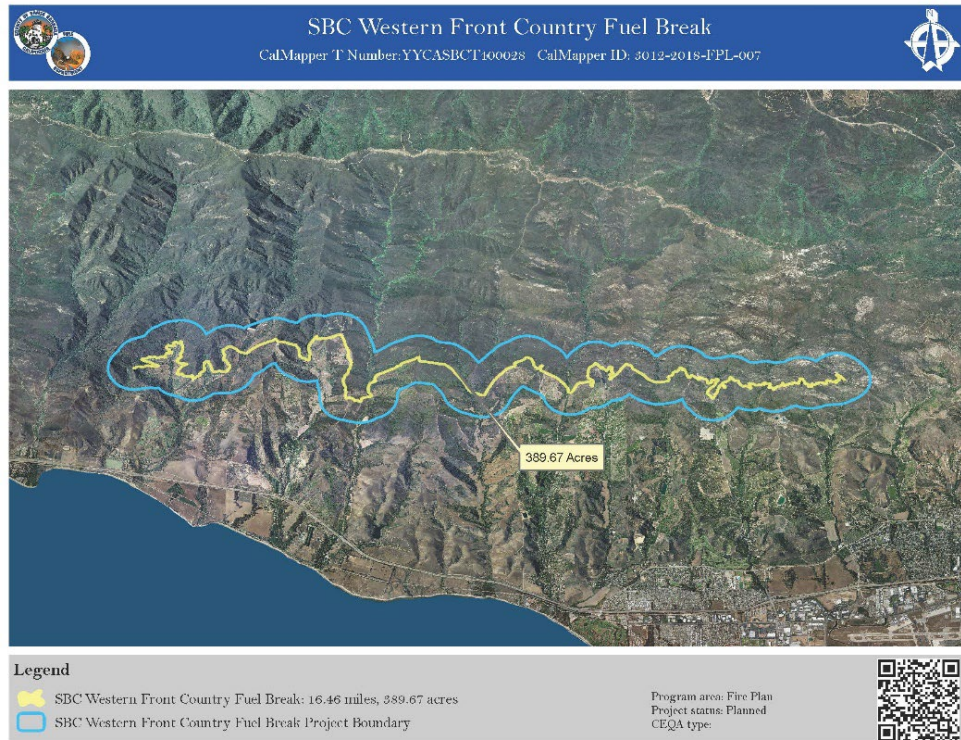 SBC Western Front Country Fuel Break
CalMapper T Number:YYCASBCT100028 CalMapper ID: 3012-2018-FPL-007
389.67 Acres
Legend
SBC Western Front Country Fuel Break: 16.46 miles, 389.67 acres
SBC Western Front Country Fuel Break Project Boundary
Program area: Fire Plan
Project status: Planned
CEQA type: